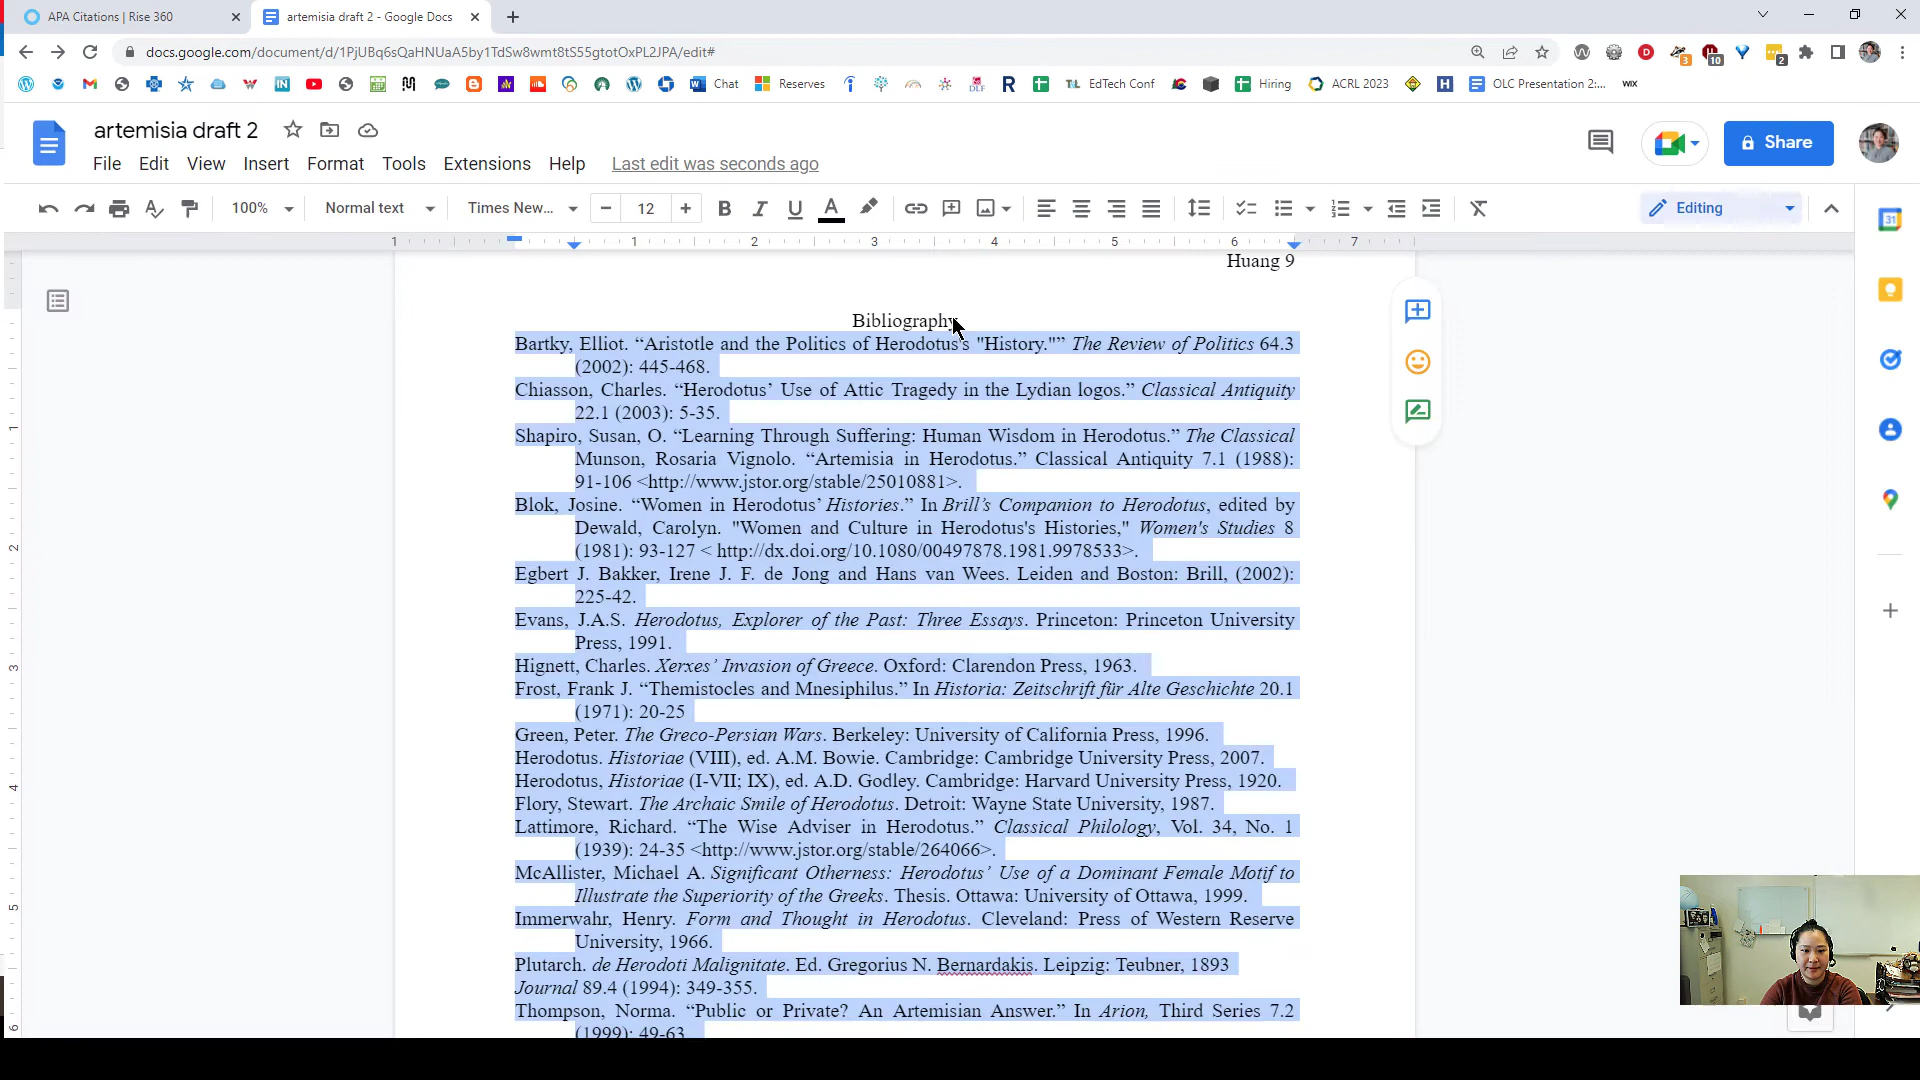 APA Citations | Rise 360
artemisia draft 2 - Google Docs
docs.google.com/document/d/1PjUBq6sQaHNUaA5by1TdSw8wmt8tS55gtotOxPL2JPA/edit#
Chat
Reserves
EdTech Conf
Hiring
ACRL 2023
OLC Presentation 2:...
WIX
artemisia draft 2
Share
File Edit View Insert Format Tools Extensions Help Last edit was seconds ago
100% Normal text Times New... 12 Editing
1 1 2 3 4 5 6 7
Huang 9
Bibliography
Bartky, Elliot. “Aristotle and the Politics of Herodotus's "History."” The Review of Politics 64.3
(2002): 445-468.
Chiasson, Charles. “Herodotus’ Use of Attic Tragedy in the Lydian logos.” Classical Antiquity
22.1 (2003): 5-35.
Shapiro, Susan, O. “Learning Through Suffering: Human Wisdom in Herodotus.” The Classical
Munson, Rosaria Vignolo. “Artemisia in Herodotus.” Classical Antiquity 7.1 (1988):
91-106 <http://www.jstor.org/stable/25010881>.
Blok, Josine. “Women in Herodotus’ Histories.” In Brill’s Companion to Herodotus, edited by
Dewald, Carolyn. "Women and Culture in Herodotus's Histories," Women's Studies 8
(1981): 93-127 < http://dx.doi.org/10.1080/00497878.1981.9978533>.
Egbert J. Bakker, Irene J. F. de Jong and Hans van Wees. Leiden and Boston: Brill, (2002):
225-42.
Evans, J.A.S. Herodotus, Explorer of the Past: Three Essays. Princeton: Princeton University
Press, 1991.
Hignett, Charles. Xerxes’ Invasion of Greece. Oxford: Clarendon Press, 1963.
Frost, Frank J. “Themistocles and Mnesiphilus.” In Historia: Zeitschrift für Alte Geschichte 20.1
(1971): 20-25
Green, Peter. The Greco-Persian Wars. Berkeley: University of California Press, 1996.
Herodotus. Historiae (VIII), ed. A.M. Bowie. Cambridge: Cambridge University Press, 2007.
Herodotus, Historiae (I-VII; IX), ed. A.D. Godley. Cambridge: Harvard University Press, 1920.
Flory, Stewart. The Archaic Smile of Herodotus. Detroit: Wayne State University, 1987.
Lattimore, Richard. “The Wise Adviser in Herodotus.” Classical Philology, Vol. 34, No. 1
(1939): 24-35 <http://www.jstor.org/stable/264066>.
McAllister, Michael A. Significant Otherness: Herodotus’ Use of a Dominant Female Motif to
Illustrate the Superiority of the Greeks. Thesis. Ottawa: University of Ottawa, 1999.
Immerwahr, Henry. Form and Thought in Herodotus. Cleveland: Press of Western Reserve
University, 1966.
Plutarch. de Herodoti Malignitate. Ed. Gregorius N. Bernardakis. Leipzig: Teubner, 1893
Journal 89.4 (1994): 349-355.
Thompson, Norma. “Public or Private? An Artemisian Answer.” In Arion, Third Series 7.2
(1999): 49-63.